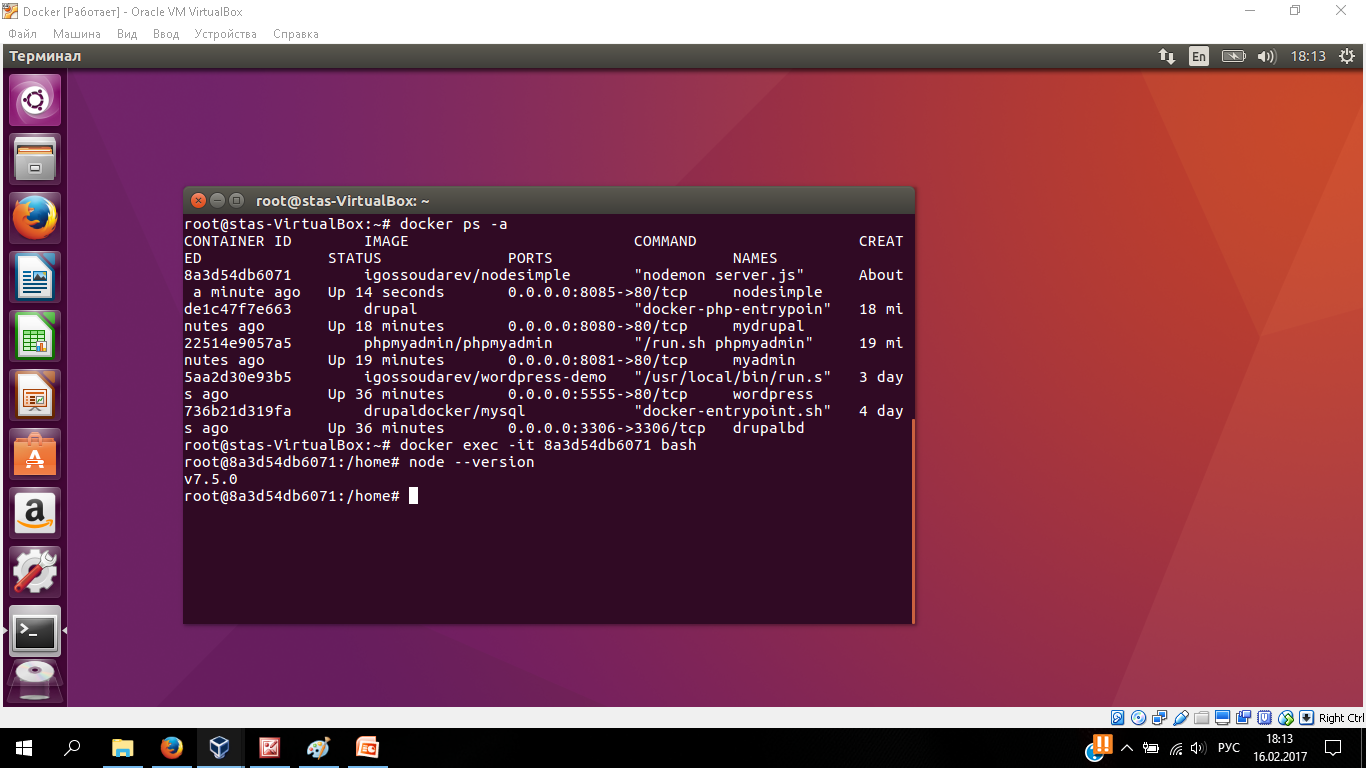 Docker [Работает] - Oracle VM VirtualBox
Файл Машина Вид Ввод Устройства Справка
Терминал En 18:13
root@stas-VirtualBox: ~
root@stas-VirtualBox:~# docker ps -a
CONTAINER ID        IMAGE                         COMMAND                  CREAT
ED              STATUS              PORTS                    NAMES
8a3d54db6071        igossoudarev/nodesimple       "nodemon server.js"      About
 a minute ago   Up 14 seconds       0.0.0.0:8085->80/tcp     nodesimple
de1c47f7e663        drupal                        "docker-php-entrypoin"   18 mi
nutes ago       Up 18 minutes       0.0.0.0:8080->80/tcp     mydrupal
22514e9057a5        phpmyadmin/phpmyadmin         "/run.sh phpmyadmin"     19 mi
nutes ago       Up 19 minutes       0.0.0.0:8081->80/tcp     myadmin
5aa2d30e93b5        igossoudarev/wordpress-demo   "/usr/local/bin/run.s"   3 day
s ago           Up 36 minutes       0.0.0.0:5555->80/tcp     wordpress
736b21d319fa        drupaldocker/mysql            "docker-entrypoint.sh"   4 day
s ago           Up 36 minutes       0.0.0.0:3306->3306/tcp   drupalbd
root@stas-VirtualBox:~# docker exec -it 8a3d54db6071 bash
root@8a3d54db6071:/home# node --version
v7.5.0
root@8a3d54db6071:/home#
Right Ctrl
РУС 18:13
16.02.2017